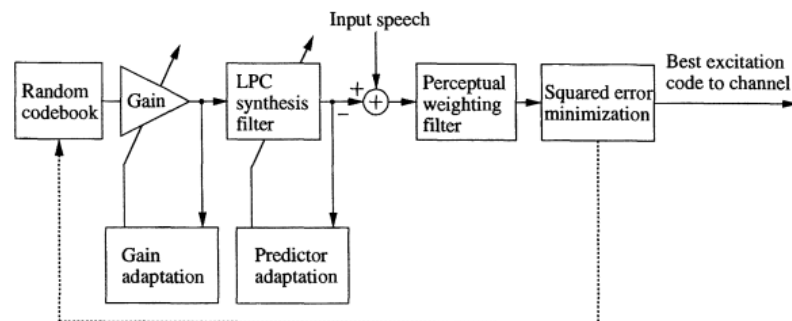 Input speech
Random
codebook
Gain
LPC
synthesis
filter
+
−
+
Perceptual
weighting
filter
Squared error
minimization
Best excitation
code to channel
Gain
adaptation
Predictor
adaptation